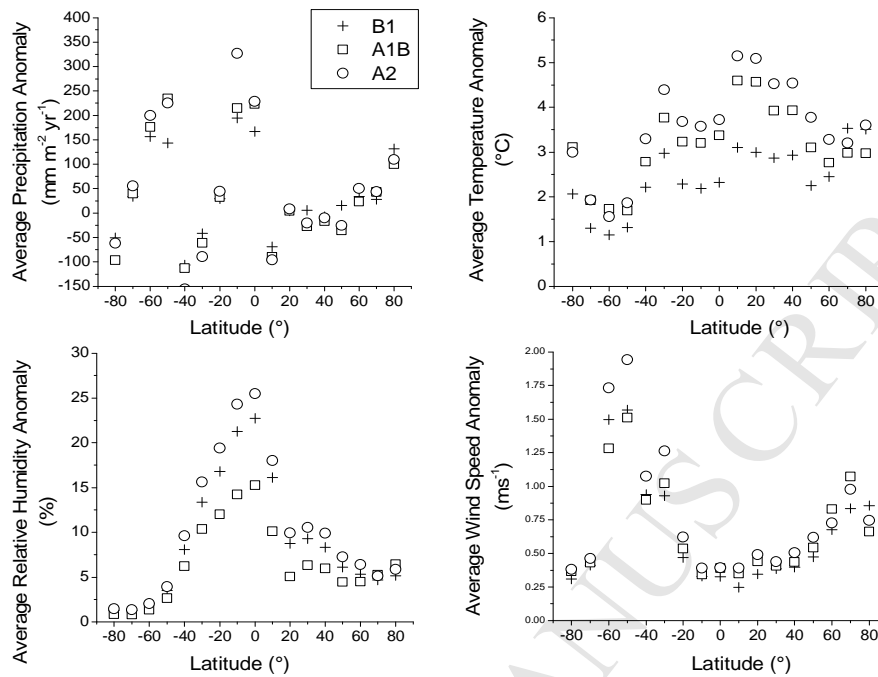 B1
A1B
A2
Average Precipitation Anomaly
(mm m-2 yr-1)
400
350
300
250
200
150
100
50
0
-50
-100
-150
-80 -60 -40 -20 0 20 40 60 80
Latitude (°)
Average Temperature Anomaly
(°C)
6
5
4
3
2
1
0
-80 -60 -40 -20 0 20 40 60 80
Latitude (°)
Average Relative Humidity Anomaly
(%)
30
25
20
15
10
5
0
-80 -60 -40 -20 0 20 40 60 80
Latitude (°)
Average Wind Speed Anomaly
(ms-1)
2.00
1.75
1.50
1.25
1.00
0.75
0.50
0.25
0.00
-80 -60 -40 -20 0 20 40 60 80
Latitude (°)
ANUSCRIP